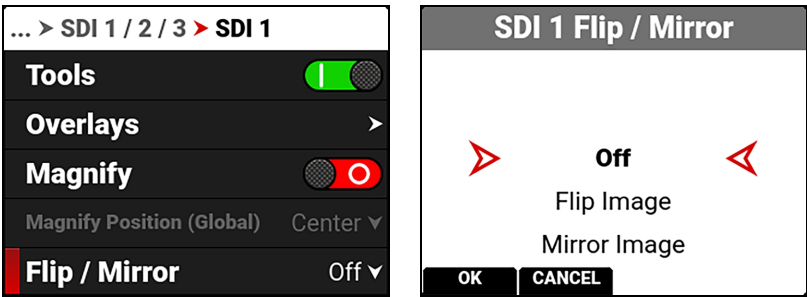 ... > SDI 1 / 2 / 3 > SDI 1
Tools
Overlays
Magnify
Magnify Position (Global) Center
Flip / Mirror Off
SDI 1 Flip / Mirror
Off
Flip Image
Mirror Image
OK CANCEL